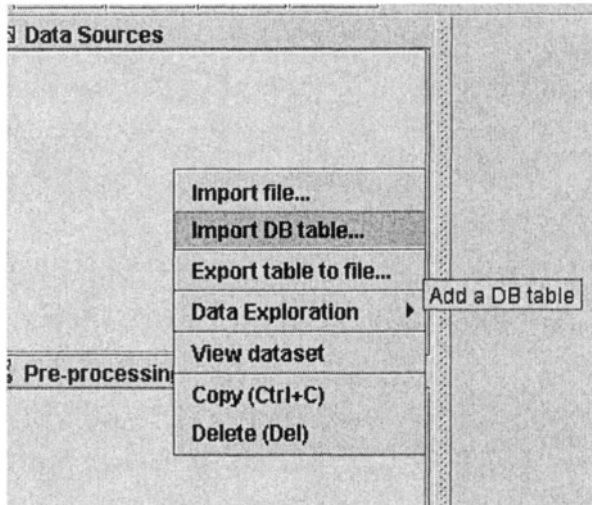 Data Sources
Import file...
Import DB table...
Export table to file...
Data Exploration
Add a DB table
View dataset
Pre-processing
Copy (Ctrl+C)
Delete (Del)